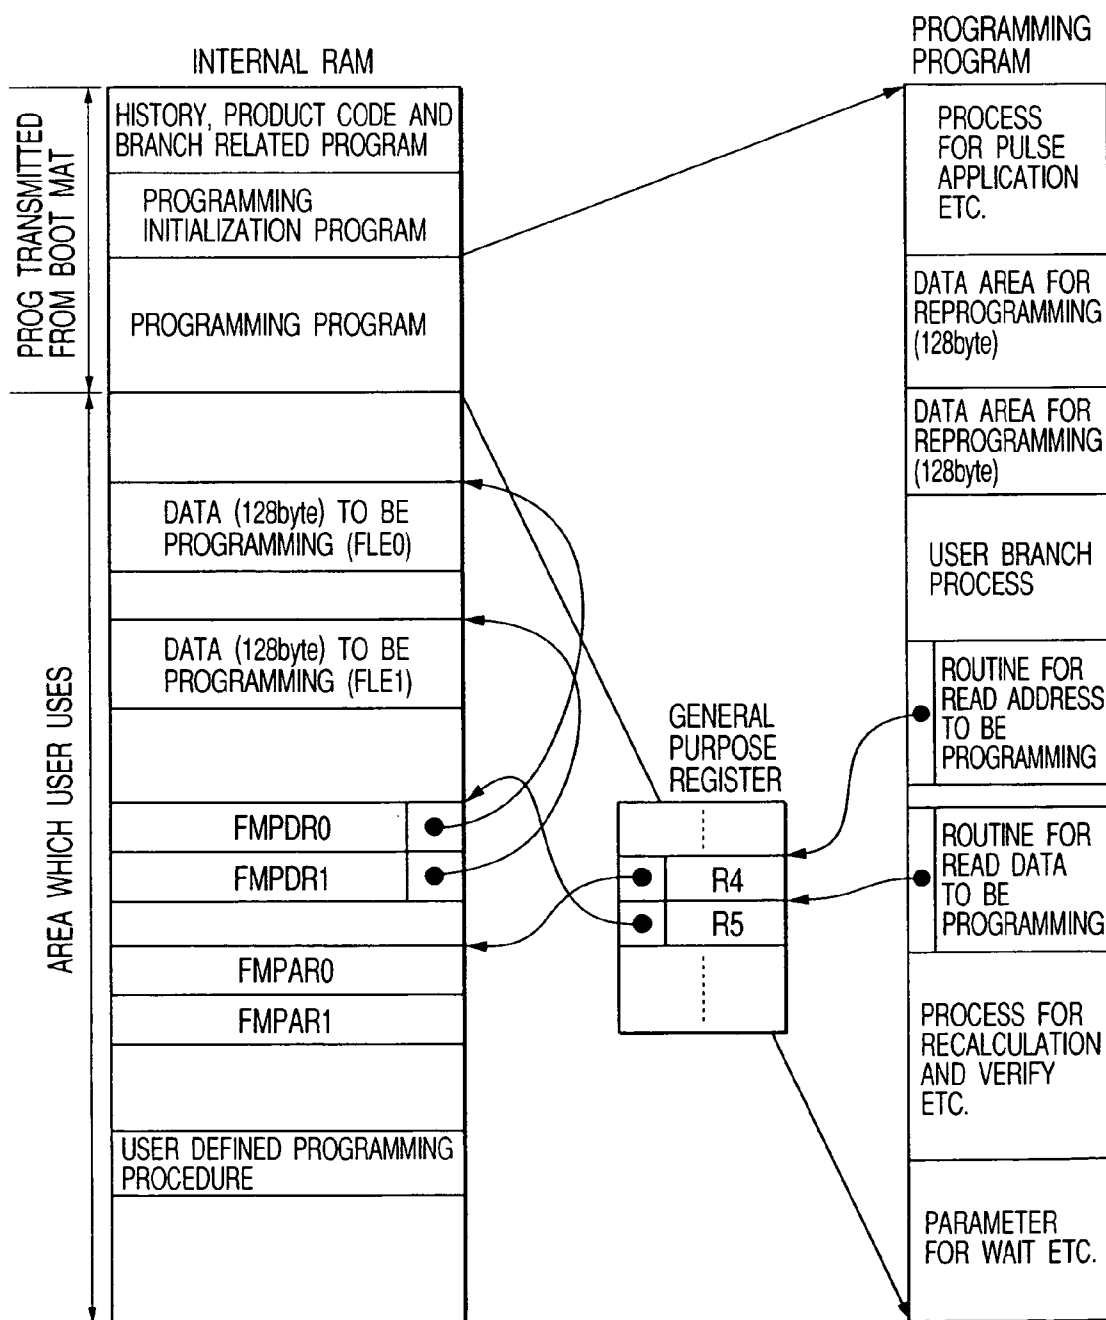 INTERNAL RAM
PROG TRANSMITTED
FROM BOOT MAT
HISTORY, PRODUCT CODE AND
BRANCH RELATED PROGRAM
PROGRAMMING
INITIALIZATION PROGRAM
PROGRAMMING PROGRAM
AREA WHICH USER USES
DATA (128byte) TO BE
PROGRAMMING (FLE0)
DATA (128byte) TO BE
PROGRAMMING (FLE1)
FMPDR0
FMPDR1
FMPAR0
FMPAR1
USER DEFINED PROGRAMMING
PROCEDURE
GENERAL
PURPOSE
REGISTER
R4
R5
PROGRAMMING
PROGRAM
PROCESS
FOR PULSE
APPLICATION
ETC.
DATA AREA FOR
REPROGRAMMING
(128byte)
DATA AREA FOR
REPROGRAMMING
(128byte)
USER BRANCH
PROCESS
ROUTINE FOR
READ ADDRESS
TO BE
PROGRAMMING
ROUTINE FOR
READ DATA
TO BE
PROGRAMMING
PROCESS FOR
RECALCULATION
AND VERIFY
ETC.
PARAMETER
FOR WAIT ETC.